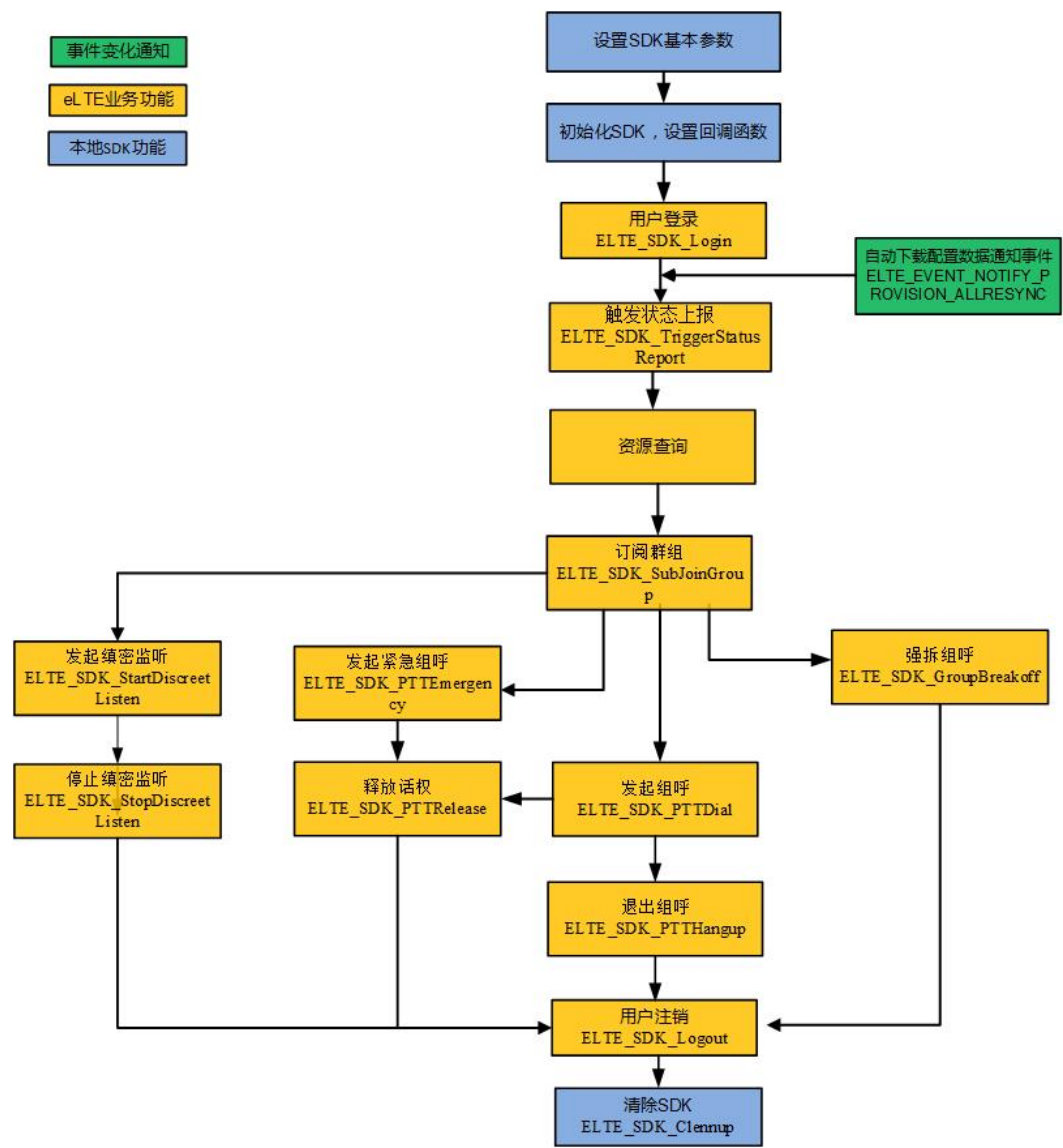 设置SDK基本参数
事件变化通知
eLTE业务功能
本地SDK功能
初始化SDK，设置回调函数
用户登录
ELTE_SDK_Login
自动下载配置数据通知事件
ELTE_EVENT_NOTIFY_P
ROVISION_ALLRESYNC
触发状态上报
ELTE_SDK_TriggerStatus
Report
资源查询
订阅群组
ELTE_SDK_SubJoinGrou
p
发起缜密监听
ELTE_SDK_StartDiscreet
Listen
发起紧急组呼
ELTE_SDK_PTTEmergen
cy
强拆组呼
ELTE_SDK_GroupBreakoff
停止缜密监听
ELTE_SDK_StopDiscreet
Listen
释放话权
ELTE_SDK_PTTRelease
发起组呼
ELTE_SDK_PTTDial
退出组呼
ELTE_SDK_PTTHangup
用户注销
ELTE_SDK_Logout
清除SDK
ELTE_SDK_Clennup